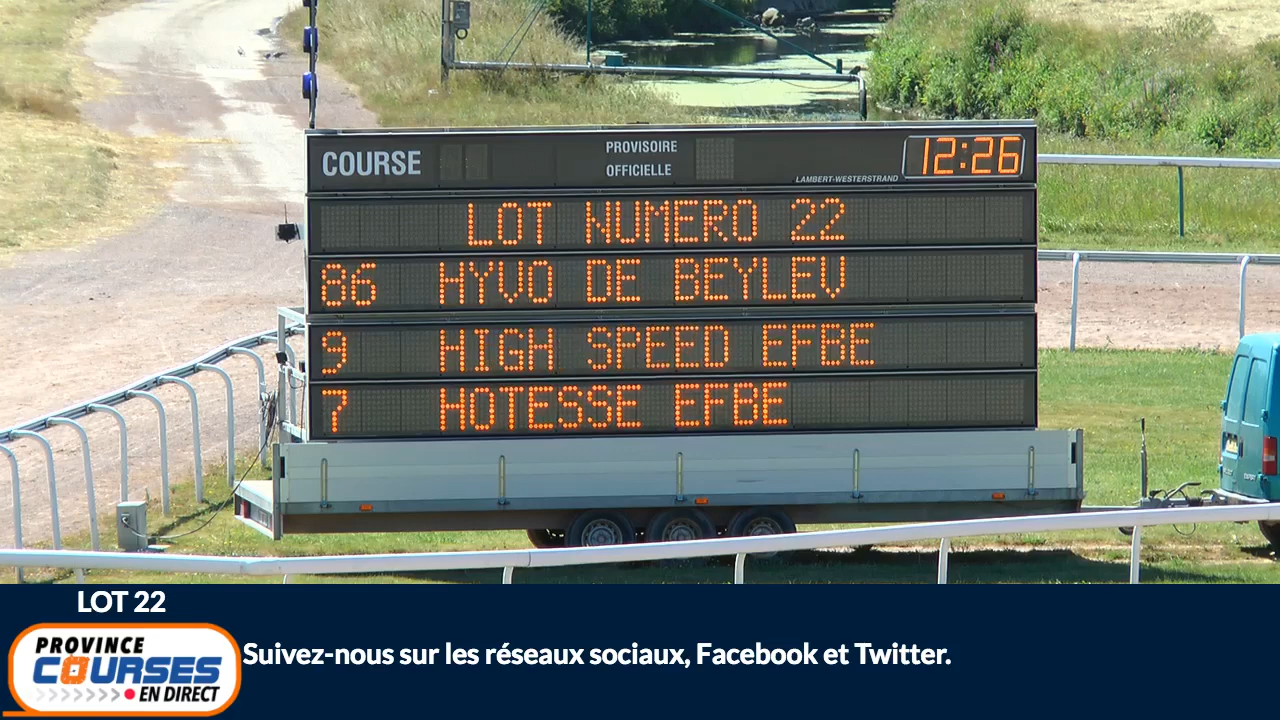 COURSE
PROVISOIRE
OFFICIELLE
LAMBERT-WESTERSTRAND
12:26
LOT NUMERO 22
86 HYVO DE BEYLEV
9 HIGH SPEED EFBE
7 HOTESSE EFBE
LOT 22
PROVINCE
COURSES
EN DIRECT
Suivez-nous sur les réseaux sociaux, Facebook et Twitter.